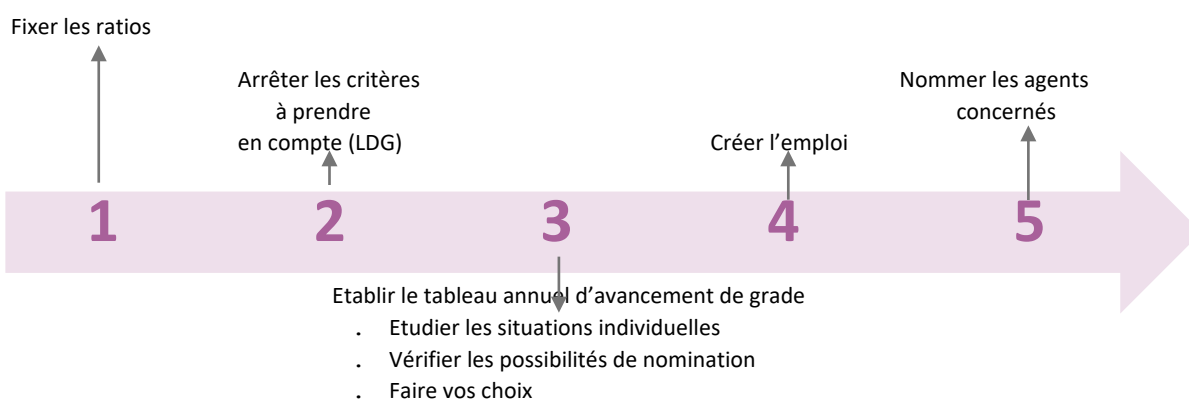 Fixer les ratios
Arrêter les critères
à prendre
en compte (LDG)
Nommer les agents
concernés
Créer l'emploi
1
2
3
4
5
Etablir le tableau annuel d'avancement de grade
. Etudier les situations individuelles
. Vérifier les possibilités de nomination
. Faire vos choix